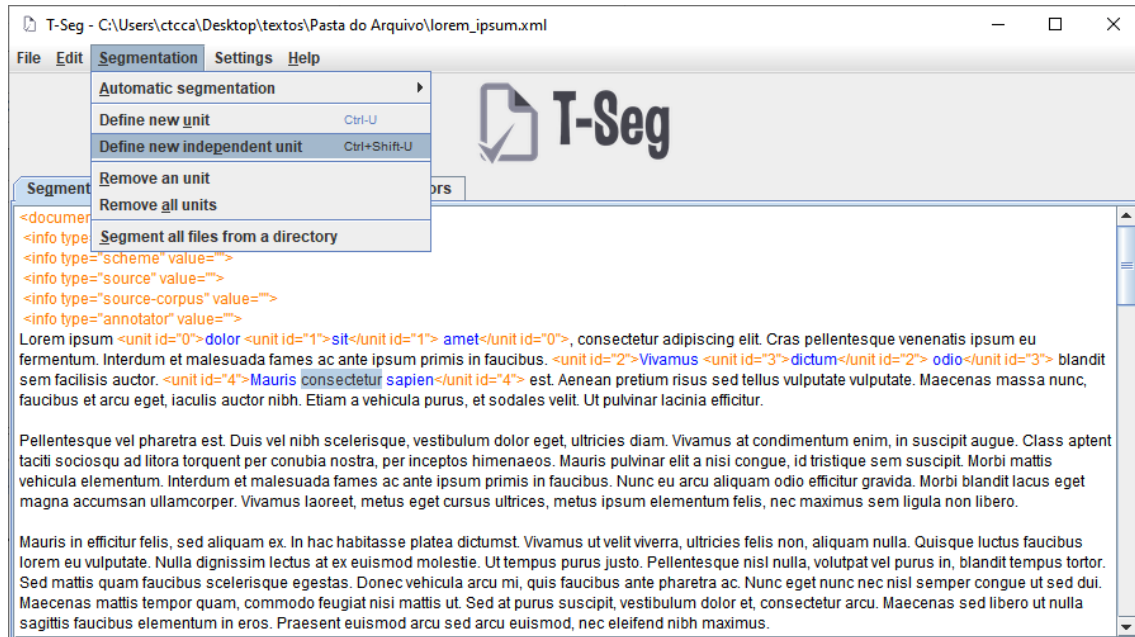 T-Seg - C:\Users\ctcca\Desktop\textos\Pasta do Arquivo\lorem_ipsum.xml
File Edit Segmentation Settings Help
Automatic segmentation
Define new unit Ctrl-U
Define new independent unit Ctrl+Shift-U
Remove an unit
Remove all units
Segment all files from a directory
T-Seg
Segment ors
<documen
<info type
<info type="scheme" value="">
<info type="source" value="">
<info type="source-corpus" value="">
<info type="annotator" value="">
Lorem ipsum <unit id="0">dolor <unit id="1">sit</unit id="1"> amet</unit id="0">, consectetur adipiscing elit. Cras pellentesque venenatis ipsum eu
fermentum. Interdum et malesuada fames ac ante ipsum primis in faucibus. <unit id="2">Vivamus <unit id="3">dictum</unit id="2"> odio</unit id="3"> blandit
sem facilisis auctor. <unit id="4">Mauris consectetur sapien</unit id="4"> est. Aenean pretium risus sed tellus vulputate vulputate. Maecenas massa nunc,
faucibus et arcu eget, iaculis auctor nibh. Etiam a vehicula purus, et sodales velit. Ut pulvinar lacinia efficitur.
Pellentesque vel pharetra est. Duis vel nibh scelerisque, vestibulum dolor eget, ultricies diam. Vivamus at condimentum enim, in suscipit augue. Class aptent
taciti sociosqu ad litora torquent per conubia nostra, per inceptos himenaeos. Mauris pulvinar elit a nisi congue, id tristique sem suscipit. Morbi mattis
vehicula elementum. Interdum et malesuada fames ac ante ipsum primis in faucibus. Nunc eu arcu aliquam odio efficitur gravida. Morbi blandit lacus eget
magna accumsan ullamcorper. Vivamus laoreet, metus eget cursus ultrices, metus ipsum elementum felis, nec maximus sem ligula non libero.
Mauris in efficitur felis, sed aliquam ex. In hac habitasse platea dictumst. Vivamus ut velit viverra, ultricies felis non, aliquam nulla. Quisque luctus faucibus
lorem eu vulputate. Nulla dignissim lectus at ex euismod molestie. Ut tempus purus justo. Pellentesque nisl nulla, volutpat vel purus in, blandit tempus tortor.
Sed mattis quam faucibus scelerisque egestas. Donec vehicula arcu mi, quis faucibus ante pharetra ac. Nunc eget nunc nec nisl semper congue ut sed dui.
Maecenas mattis tempor quam, commodo feugiat nisi mattis ut. Sed at purus suscipit, vestibulum dolor et, consectetur arcu. Maecenas sed libero ut nulla
sagittis faucibus elementum in eros. Praesent euismod arcu sed arcu euismod, nec eleifend nibh maximus.